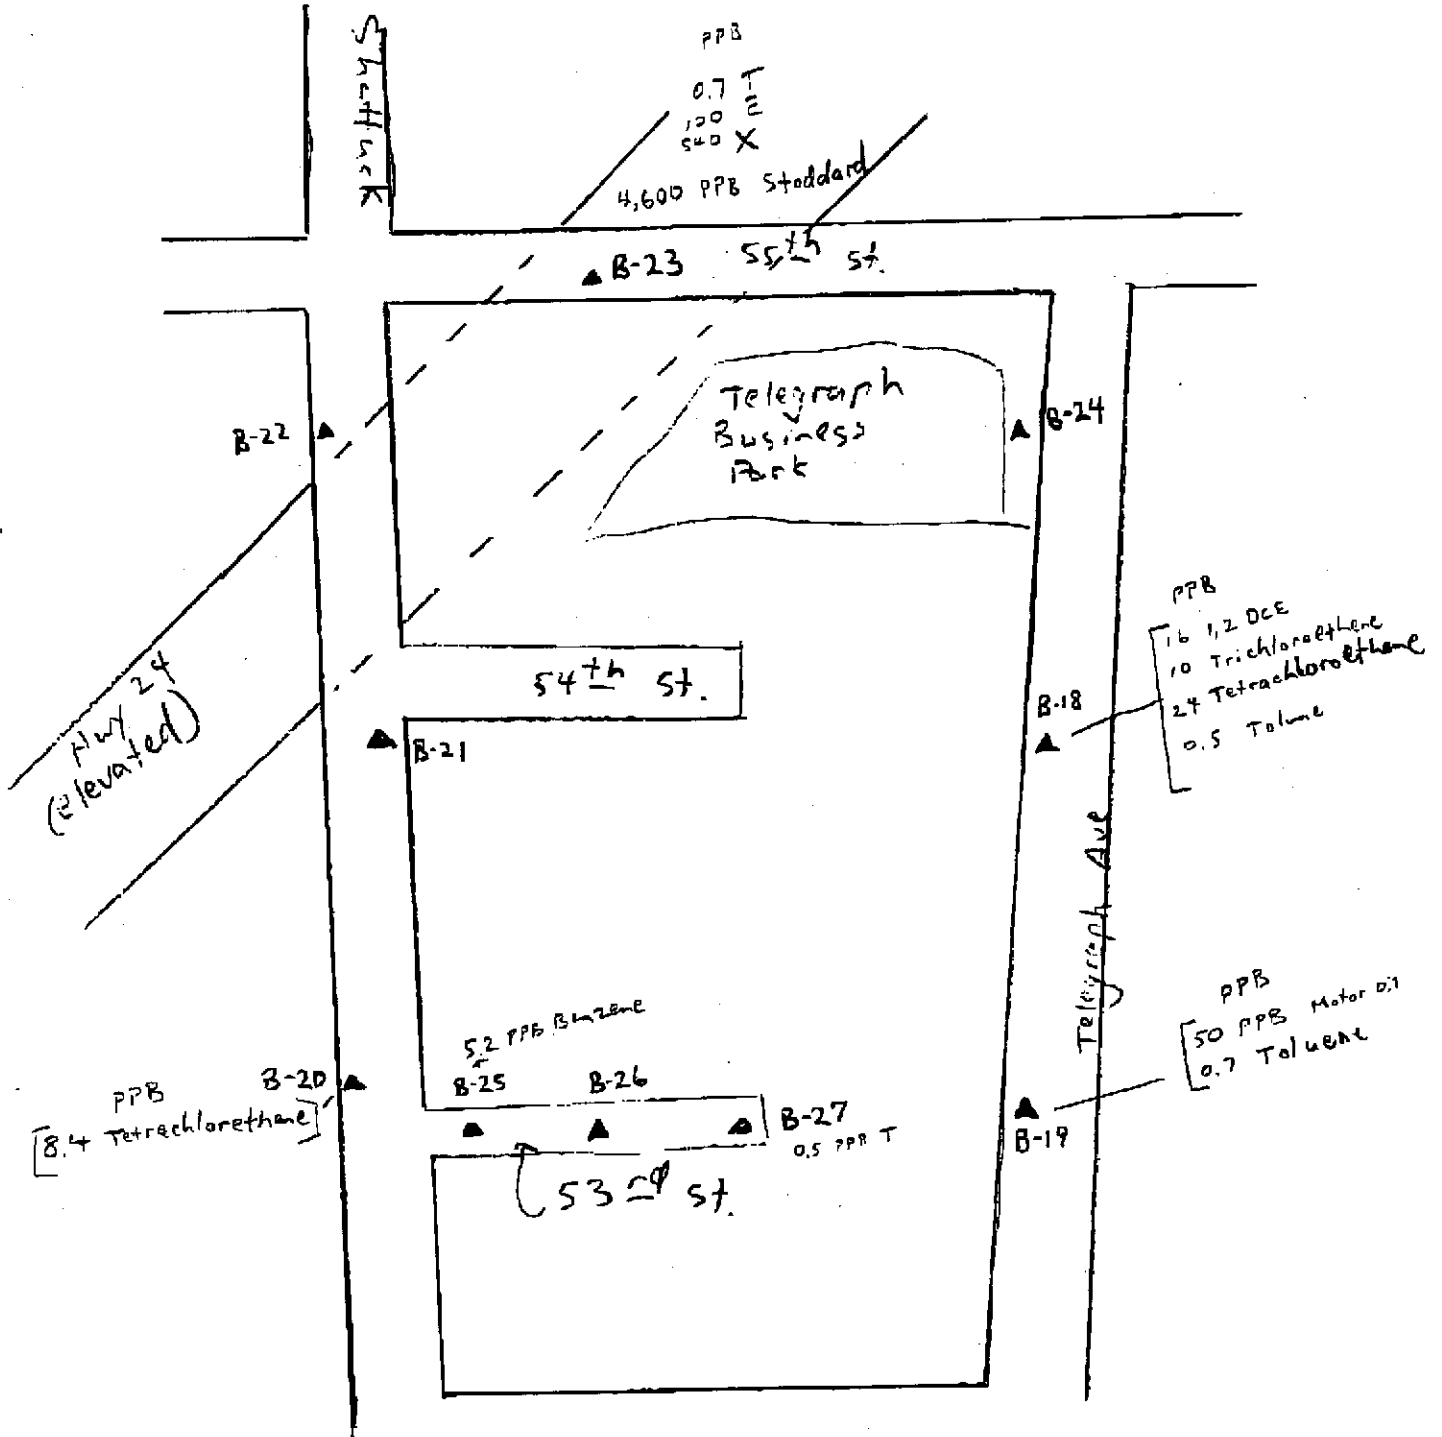 Shattuck
PPB
0.7 T
120 E
540 X
4,600 PPB Stoddard
B-23
55th St.
Telegraph
Business
Park
B-24
B-22
PPB
16 1,2 DCE
10 Trichloroethene
24 Tetrachloroethene
0.5 Tolune
B-18
54th St.
Hwy 24
(elevated)
B-21
Telegraph Ave
PPB
50 PPB Motor Oil
0.7 Toluene
5.2 PPB Benzene
B-20
B-25
B-26
B-27
0.5 PPB T
B-19
PPB
8.4 Tetrachlorethene
53rd St.